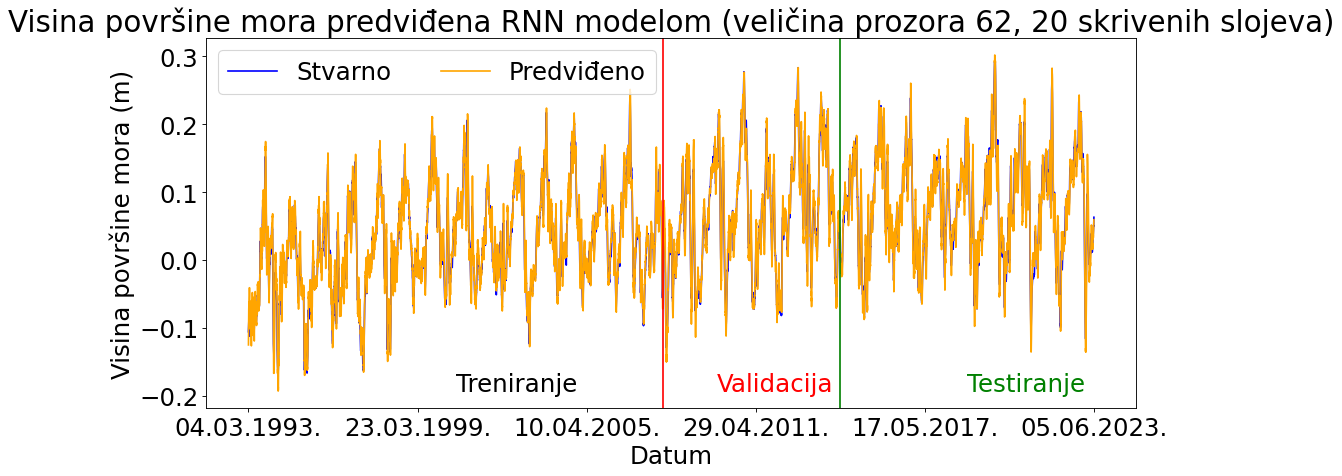 Visina površine mora predviđena RNN modelom (veličina prozora 62, 20 skrivenih slojeva)
Stvarno Predviđeno
Visina površine mora (m)
0.3
0.2
0.1
0.0
−0.1
−0.2
Treniranje Validacija Testiranje
04.03.1993. 23.03.1999. 10.04.2005. 29.04.2011. 17.05.2017. 05.06.2023.
Datum